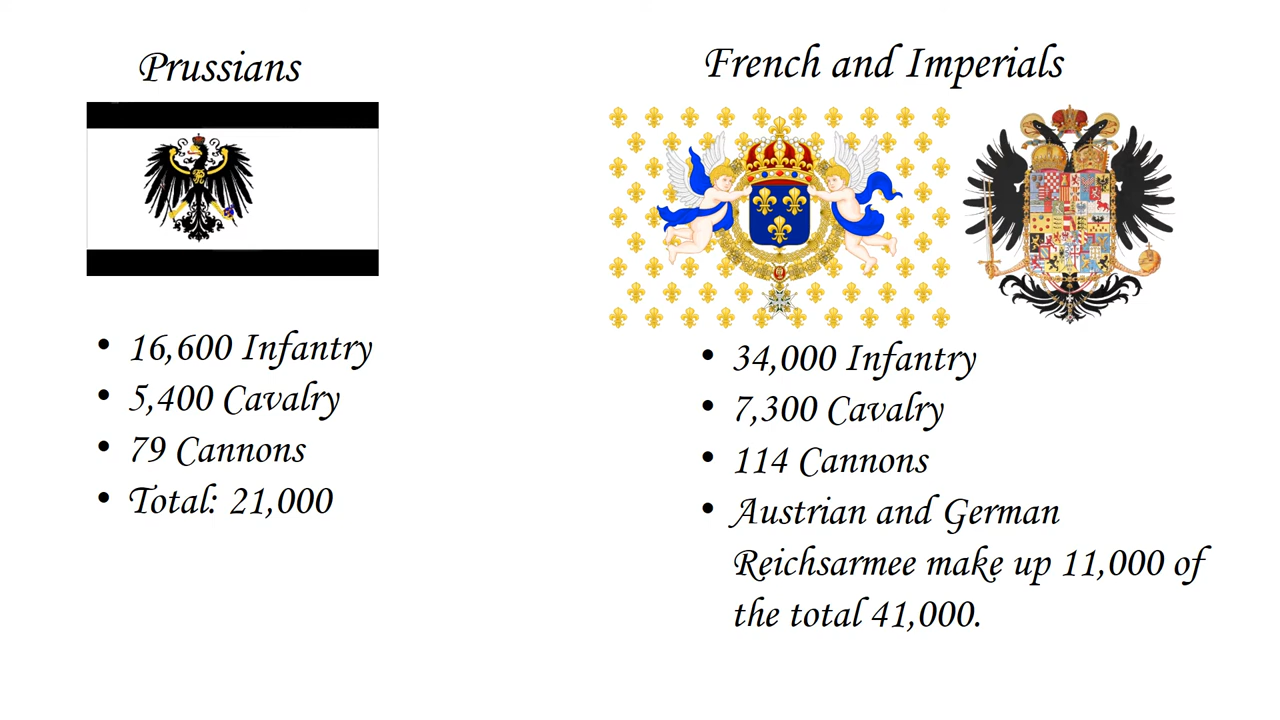 Prussians
• 16,600 Infantry
• 5,400 Cavalry
• 79 Cannons
• Total: 21,000
French and Imperials
• 34,000 Infantry
• 7,300 Cavalry
• 114 Cannons
• Austrian and German
Reichsarmee make up 11,000 of
the total 41,000.